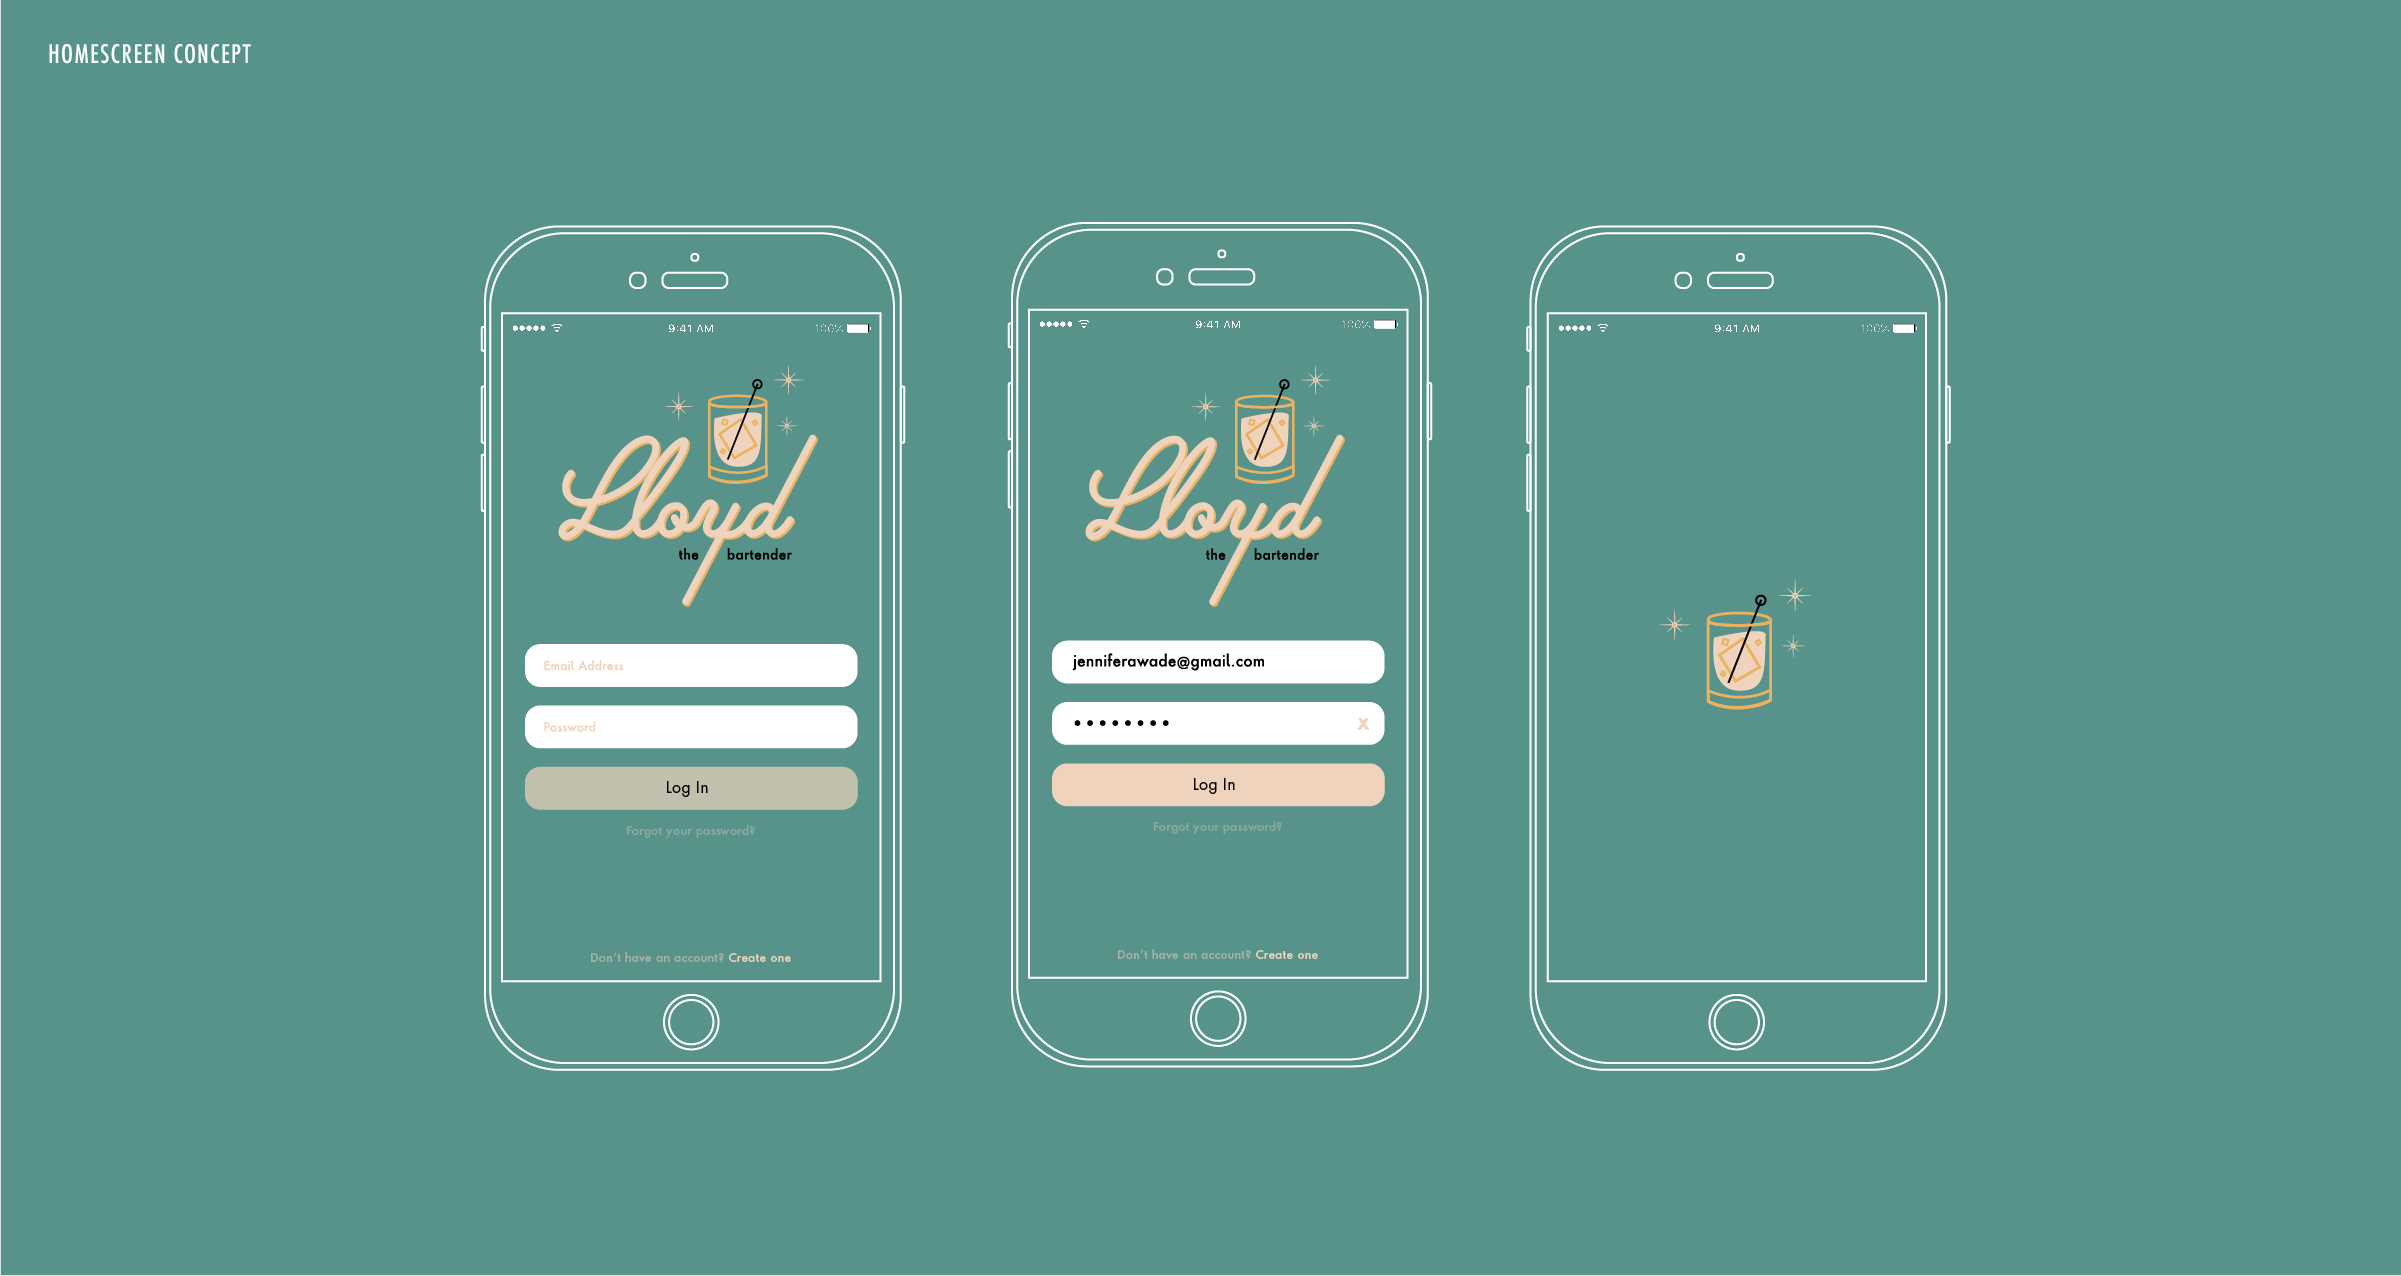 HOMESCREEN CONCEPT
9:41 AM 100%
Lloyd
the bartender
Email Address
Password
Log In
Forgot your password?
Don't have an account? Create one
9:41 AM 100%
Lloyd
the bartender
jenniferawade@gmail.com
•••••••• X
Log In
Forgot your password?
Don't have an account? Create one
9:41 AM 100%